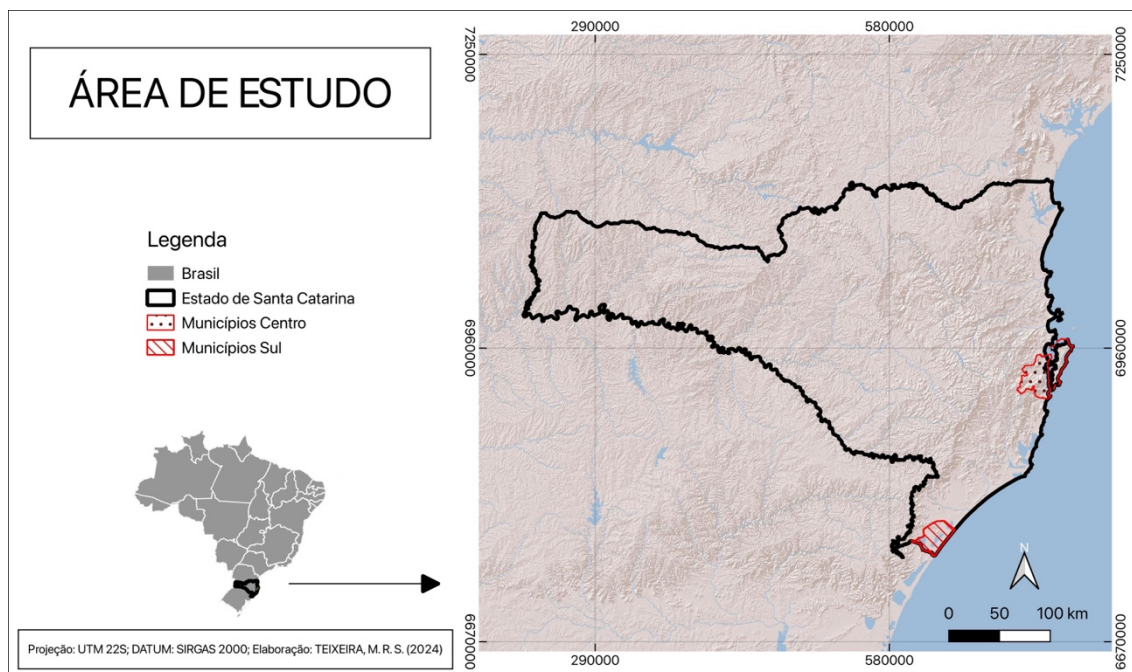 ÁREA DE ESTUDO
Legenda
Brasil
Estado de Santa Catarina
Municípios Centro
Municípios Sul
Projeção: UTM 22S; DATUM: SIRGAS 2000; Elaboração: TEIXEIRA, M. R. S. (2024)
290000
580000
7250000
7250000
6960000
6960000
6670000
6670000
N
0 50 100 km
290000
580000